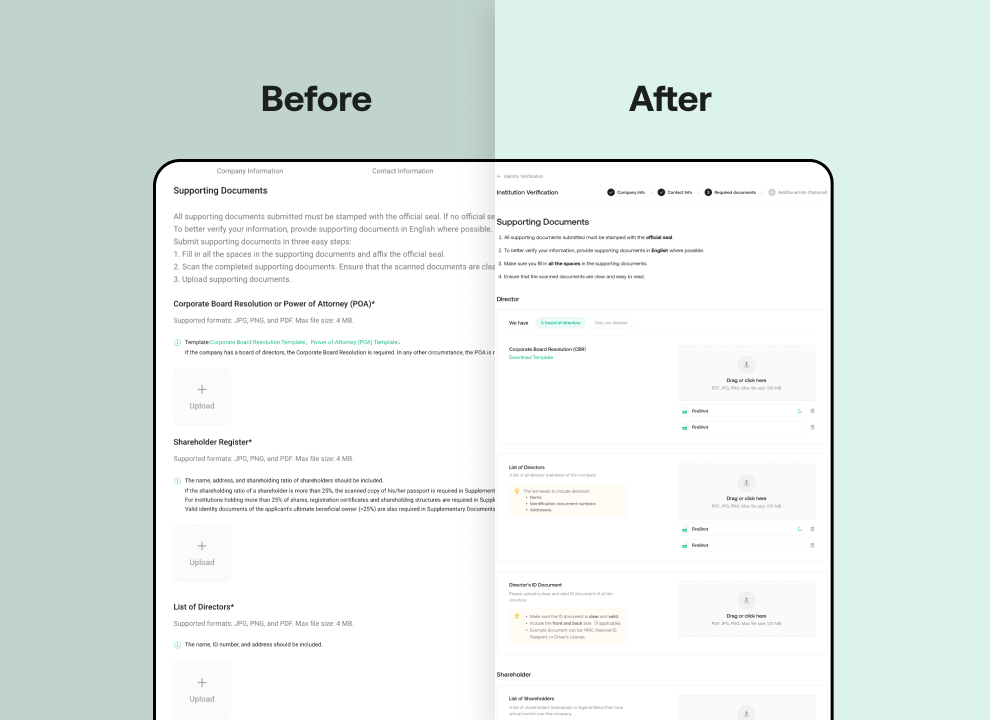 Before
Company Information
Contact Information
Supporting Documents
All supporting documents submitted must be stamped with the official seal. If no official se
To better verify your information, provide supporting documents in English where possible.
Submit supporting documents in three easy steps:
1. Fill in all spaces in the supporting documents and affix the official seal.
2. Scan the completed supporting documents. Ensure that the scanned documents are clea
3. Upload supporting documents.
Corporate Board Resolution or Power of Attorney (POA)*
Supported formats: JPG, PNG, and PDF. Max file size: 4 MB.
Template:Corporate Board Resolution Template、Power of Attorney (POA) Template;
If the company has a board of directors, the Corporate Board Resolution is required. In any other circumstance, the POA is r
Upload
Shareholder Register*
Supported formats: JPG, PNG, and PDF. Max file size: 4 MB.
The name, address, and shareholding ratio of shareholders should be included.
If the shareholding ratio of a shareholder is more than 25%, the scanned copy of his/her passport is required in Supplement
For institutions holding more than 25% of shares, registration certificates and shareholding structures are required in Suppl
Valid identity documents of the applicant's ultimate beneficial owner (>25%) are also required in Supplementary Documents
Upload
List of Directors*
Supported formats: JPG, PNG, and PDF. Max file size: 4 MB.
The name, ID number, and address should be included.
Upload
After
← Identity Verification
Institution Verification
Company Info
Contact Info
3 Required documents
4 Additional Info (Optional)
Supporting Documents
1. All supporting documents submitted must be stamped with the official seal.
2. To better verify your information, provide supporting documents in English where possible.
3. Make sure you fill in all the spaces in the supporting documents.
4. Ensure that the scanned documents are clear and easy to read.
Director
We have
A board of directors
Only one director
Corporate Board Resolution (CBR)
Download Template
Drag or click here
PDF, JPG, PNG, Max file size: 100 MB
FireShot
FireShot
List of Directors
A list of all director members of the company.
The list needs to include directors'
• Name
• Identification document numbers
• Addresses.
Drag or click here
PDF, JPG, PNG, Max file size: 100 MB
FireShot
FireShot
Director's ID Document
Please upload a clear and valid ID document of all the
directors.
• Make sure the ID document is clear and valid.
• Include the front and back side (if applicable)
• Example document can be: NRIC, National ID,
Passport, or Driver's License.
Drag or click here
PDF, JPG, PNG, Max file size: 100 MB
Shareholder
List of Shareholders
A list of shareholders (individuals or legal entities) that have
actual control over the company.